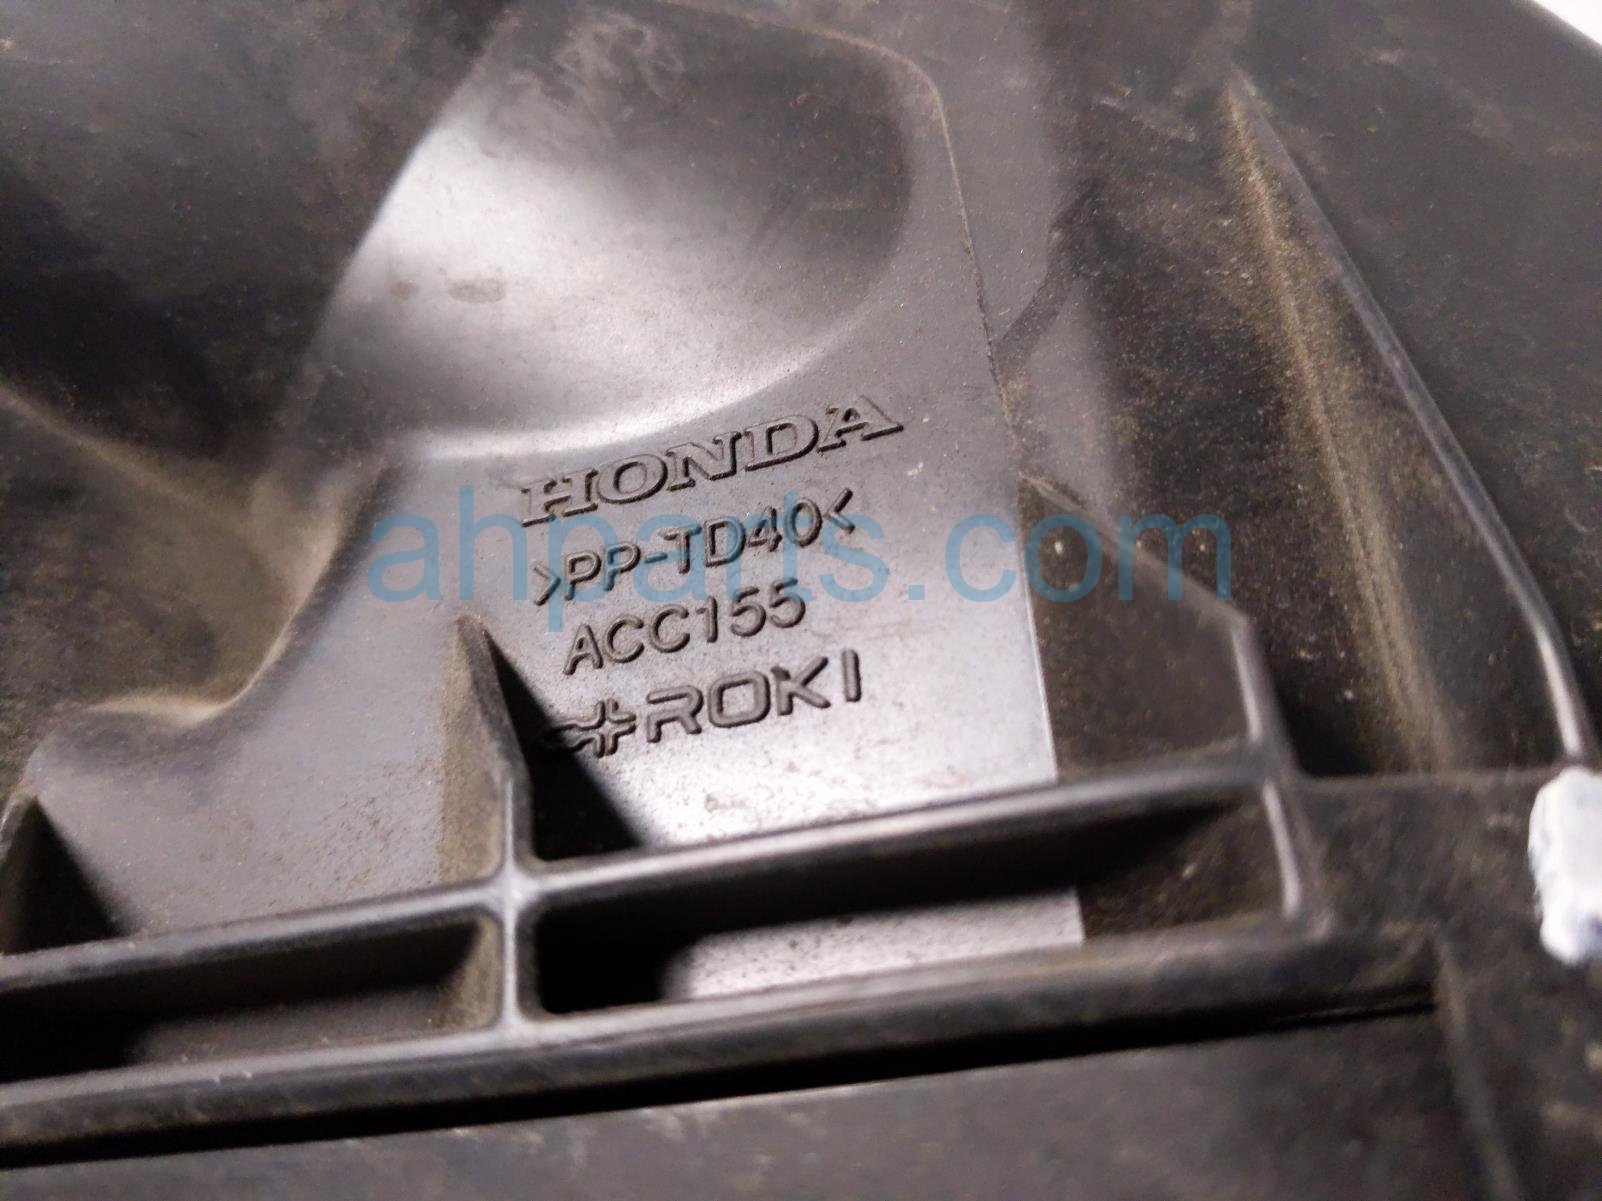 HONDA
>PP-TD40<
ACC155
ROKI
ahparts.com